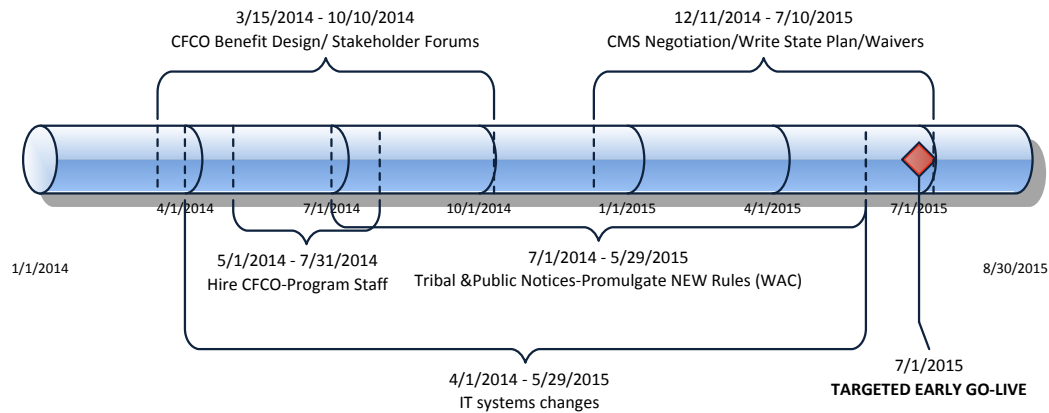 3/15/2014 - 10/10/2014
CFCO Benefit Design/ Stakeholder Forums
12/11/2014 - 7/10/2015
CMS Negotiation/Write State Plan/Waivers
4/1/2014
7/1/2014
10/1/2014
1/1/2015
4/1/2015
7/1/2015
1/1/2014
8/30/2015
5/1/2014 - 7/31/2014
Hire CFCO-Program Staff
7/1/2014 - 5/29/2015
Tribal &Public Notices-Promulgate NEW Rules (WAC)
4/1/2014 - 5/29/2015
IT systems changes
7/1/2015
TARGETED EARLY GO-LIVE